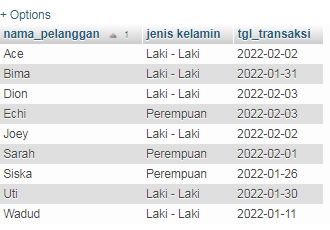 + Options
nama_pelanggan 1 jenis kelamin tgl_transaksi
Ace Laki - Laki 2022-02-02
Bima Laki - Laki 2022-01-31
Dion Laki - Laki 2022-02-03
Echi Perempuan 2022-02-03
Joey Laki - Laki 2022-02-02
Sarah Perempuan 2022-02-01
Siska Perempuan 2022-01-26
Uti Laki - Laki 2022-01-30
Wadud Laki - Laki 2022-01-11